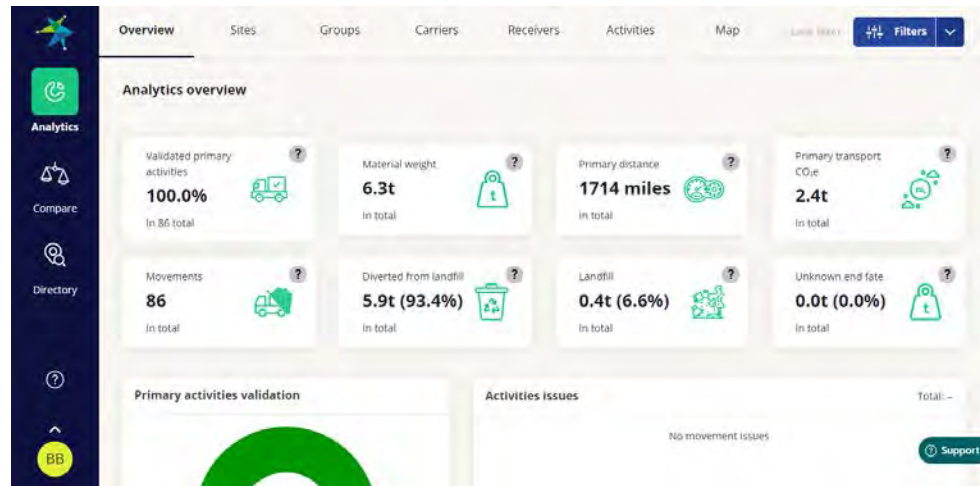 Overview Sites Groups Carriers Receivers Activities Map Filters
Analytics overview
Analytics
Compare
Directory
BB
Validated primary
activities
100.0%
In 86 total
?
Material weight
6.3t
In total
?
t
Primary distance
1714 miles
In total
?
Primary transport
CO₂e
2.4t
In total
?
Movements
86
In total
?
Diverted from landfill
5.9t (93.4%)
In total
?
Landfill
0.4t (6.6%)
In total
?
Unknown end fate
0.0t (0.0%)
In total
?
t
Primary activities validation
Activities issues
Total: –
No movement issues
? Support